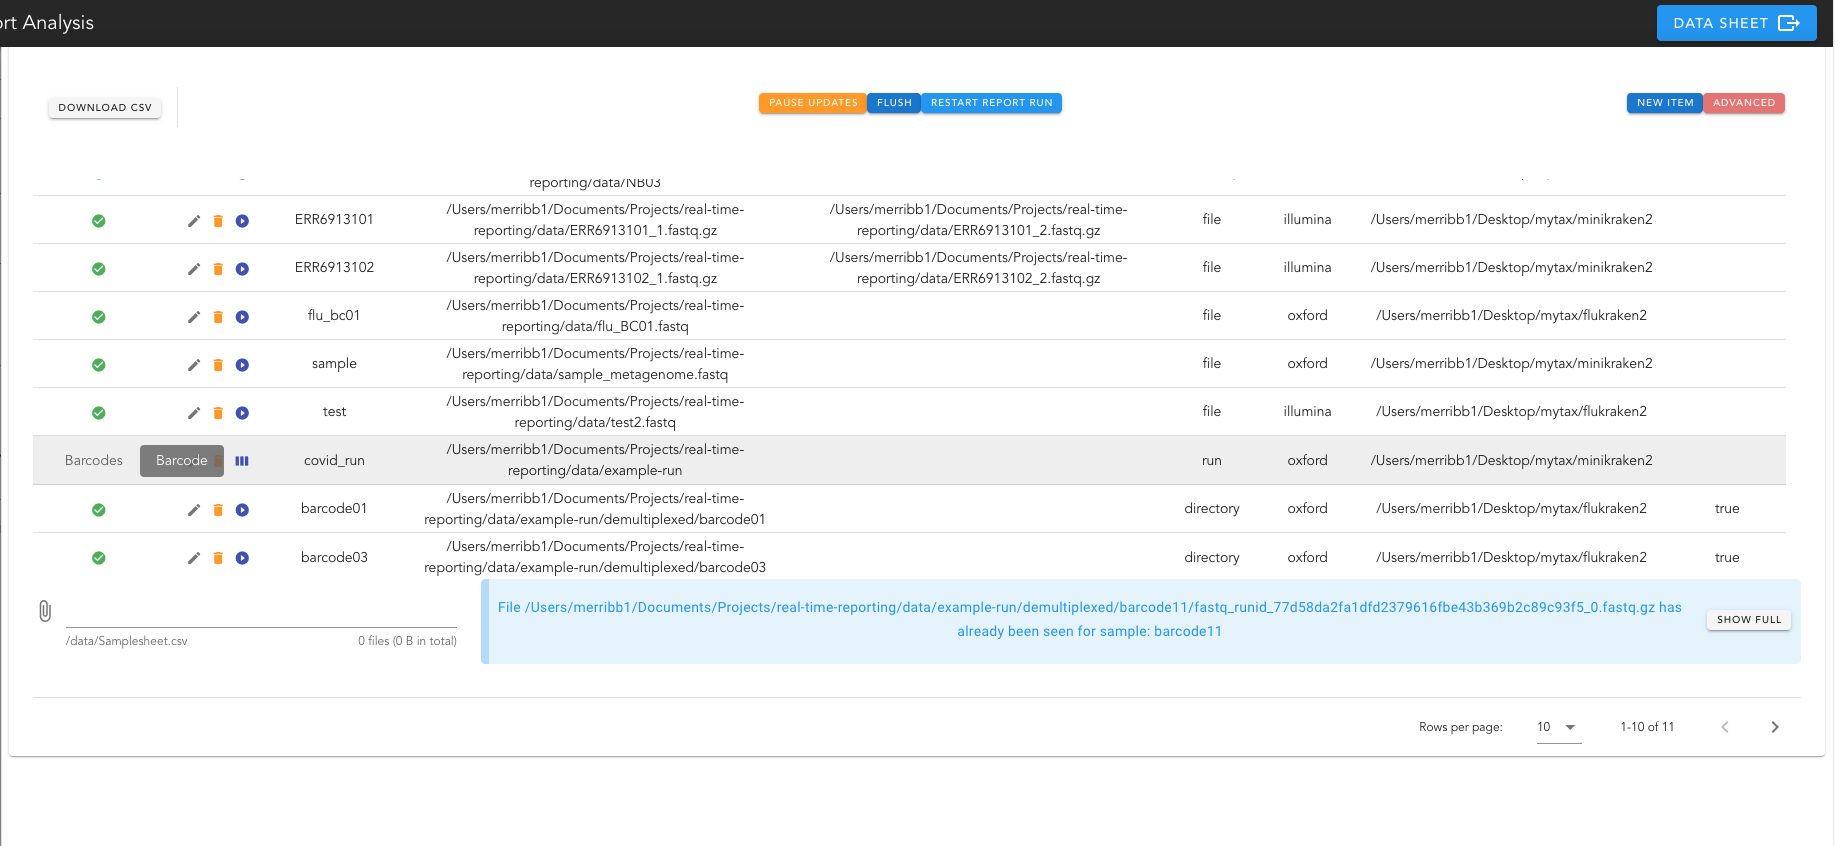 ort Analysis
DATA SHEET
DOWNLOAD CSV
PAUSE UPDATES FLUSH RESTART REPORT RUN
NEW ITEM ADVANCED
reporting/data/NB03
ERR6913101 /Users/merribb1/Documents/Projects/real-time- /Users/merribb1/Documents/Projects/real-time- file illumina /Users/merribb1/Desktop/mytax/minikraken2
reporting/data/ERR6913101_1.fastq.gz reporting/data/ERR6913101_2.fastq.gz
ERR6913102 /Users/merribb1/Documents/Projects/real-time- /Users/merribb1/Documents/Projects/real-time- file illumina /Users/merribb1/Desktop/mytax/minikraken2
reporting/data/ERR6913102_1.fastq.gz reporting/data/ERR6913102_2.fastq.gz
flu_bc01 /Users/merribb1/Documents/Projects/real-time- file oxford /Users/merribb1/Desktop/mytax/flukraken2
reporting/data/flu_BC01.fastq
sample /Users/merribb1/Documents/Projects/real-time- file oxford /Users/merribb1/Desktop/mytax/minikraken2
reporting/data/sample_metagenome.fastq
test /Users/merribb1/Documents/Projects/real-time- file illumina /Users/merribb1/Desktop/mytax/flukraken2
reporting/data/test2.fastq
Barcodes Barcode covid_run /Users/merribb1/Documents/Projects/real-time- run oxford /Users/merribb1/Desktop/mytax/minikraken2
reporting/data/example-run
barcode01 /Users/merribb1/Documents/Projects/real-time- directory oxford /Users/merribb1/Desktop/mytax/flukraken2 true
reporting/data/example-run/demultiplexed/barcode01
barcode03 /Users/merribb1/Documents/Projects/real-time- directory oxford /Users/merribb1/Desktop/mytax/flukraken2 true
reporting/data/example-run/demultiplexed/barcode03
/data/Samplesheet.csv 0 files (0 B in total)
File /Users/merribb1/Documents/Projects/real-time-reporting/data/example-run/demultiplexed/barcode11/fastq_runid_77d58da2fa1dfd2379616fbe43b369b2c89c93f5_0.fastq.gz has
already been seen for sample: barcode11
SHOW FULL
Rows per page: 10 1-10 of 11